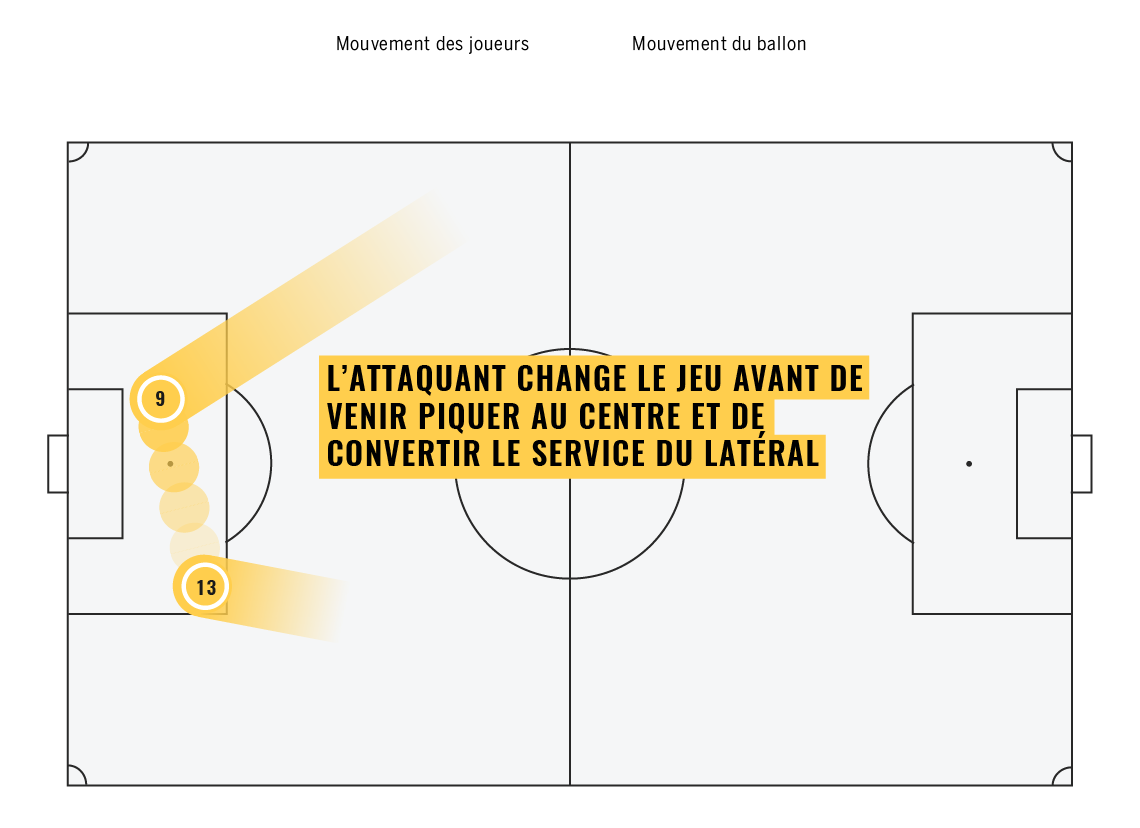 Mouvement des joueurs
Mouvement du ballon
9
L’ATTAQUANT CHANGE LE JEU AVANT DE
VENIR PIQUER AU CENTRE ET DE
CONVERTIR LE SERVICE DU LATÉRAL
13